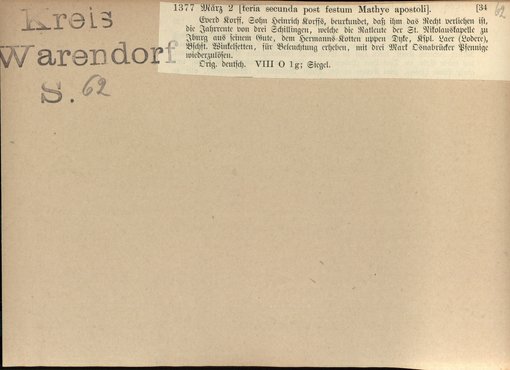 Kreis
Warendorf
S. 62
1377 März 2 [feria secunda post festum Mathye apostoli]. [34
62
Everd Korff, Sohn Heinrich Korffs, beurkundet, daß ihm das Recht verliehen ist,
die Jahrrente von drei Schillingen, welche die Ratleute der St. Nikolauskapelle zu
Iburg aus seinem Gute, dem Hermanns-Kotten uppen Dyke, Kspl. Laer (Lodere),
Bschft. Winkelsetten, für Beleuchtung erheben, mit drei Mark Osnabrücker Pfennige
wiederzulösen.
Orig. deutsch. VIII O 1g; Siegel.